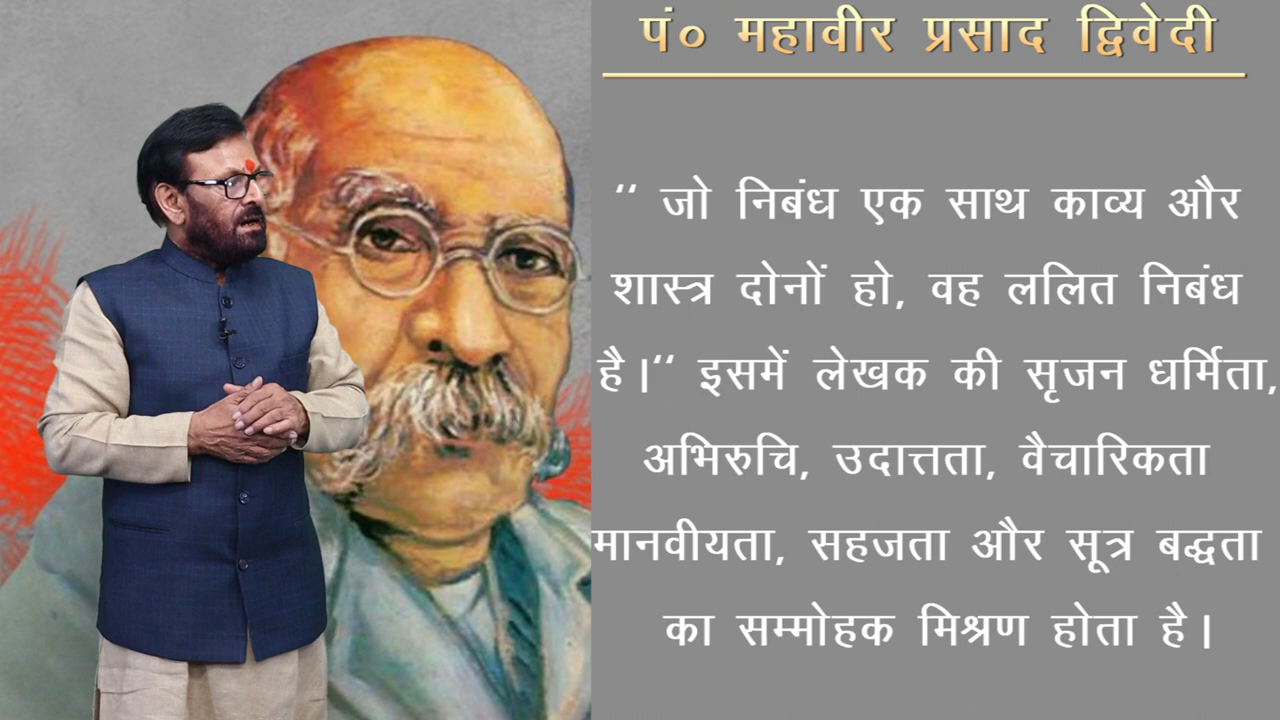 पं० महावीर प्रसाद द्विवेदी
‘‘ जो निबंध एक साथ काव्य और
शास्त्र दोनों हो, वह ललित निबंध
है।‘‘ इसमें लेखक की सृजन धर्मिता,
अभिरुचि, उदात्तता, वैचारिकता
मानवीयता, सहजता और सूत्र बद्धता
का सम्मोहक मिश्रण होता है।